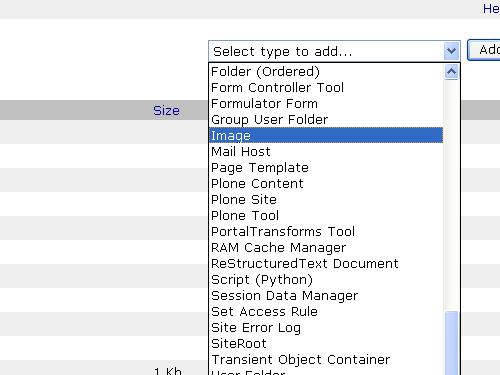 He
Select type to add...
Add
Folder (Ordered)
Form Controller Tool
Size
Formulator Form
Group User Folder
Image
Mail Host
Page Template
Plone Content
Plone Site
Plone Tool
PortalTransforms Tool
RAM Cache Manager
ReStructuredText Document
Script (Python)
Session Data Manager
Set Access Rule
Site Error Log
SiteRoot
Transient Object Container
1 Kb
User Folder